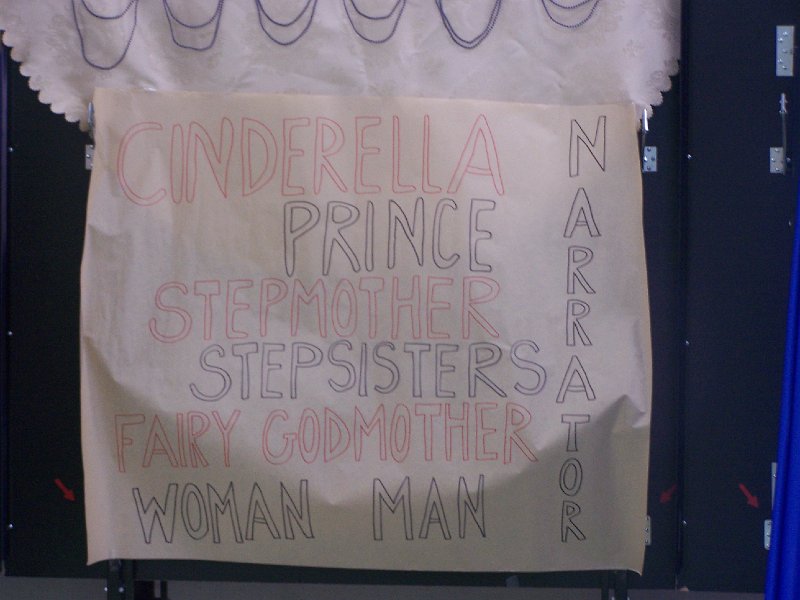 CINDERELLA
PRINCE
STEPMOTHER
STEPSISTERS
FAIRY GODMOTHER
WOMAN MAN
NARRATOR